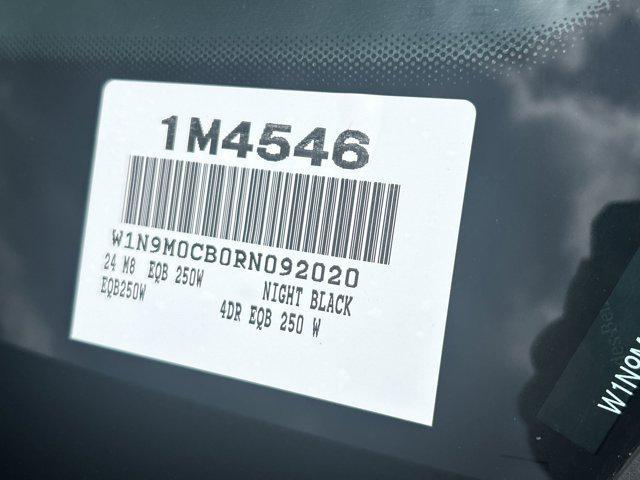 1M4546
W1N9M0CB0RN092020
24 M8 EQB 250W NIGHT BLACK
EQB250W 4DR EQB 250 W
W1N9M